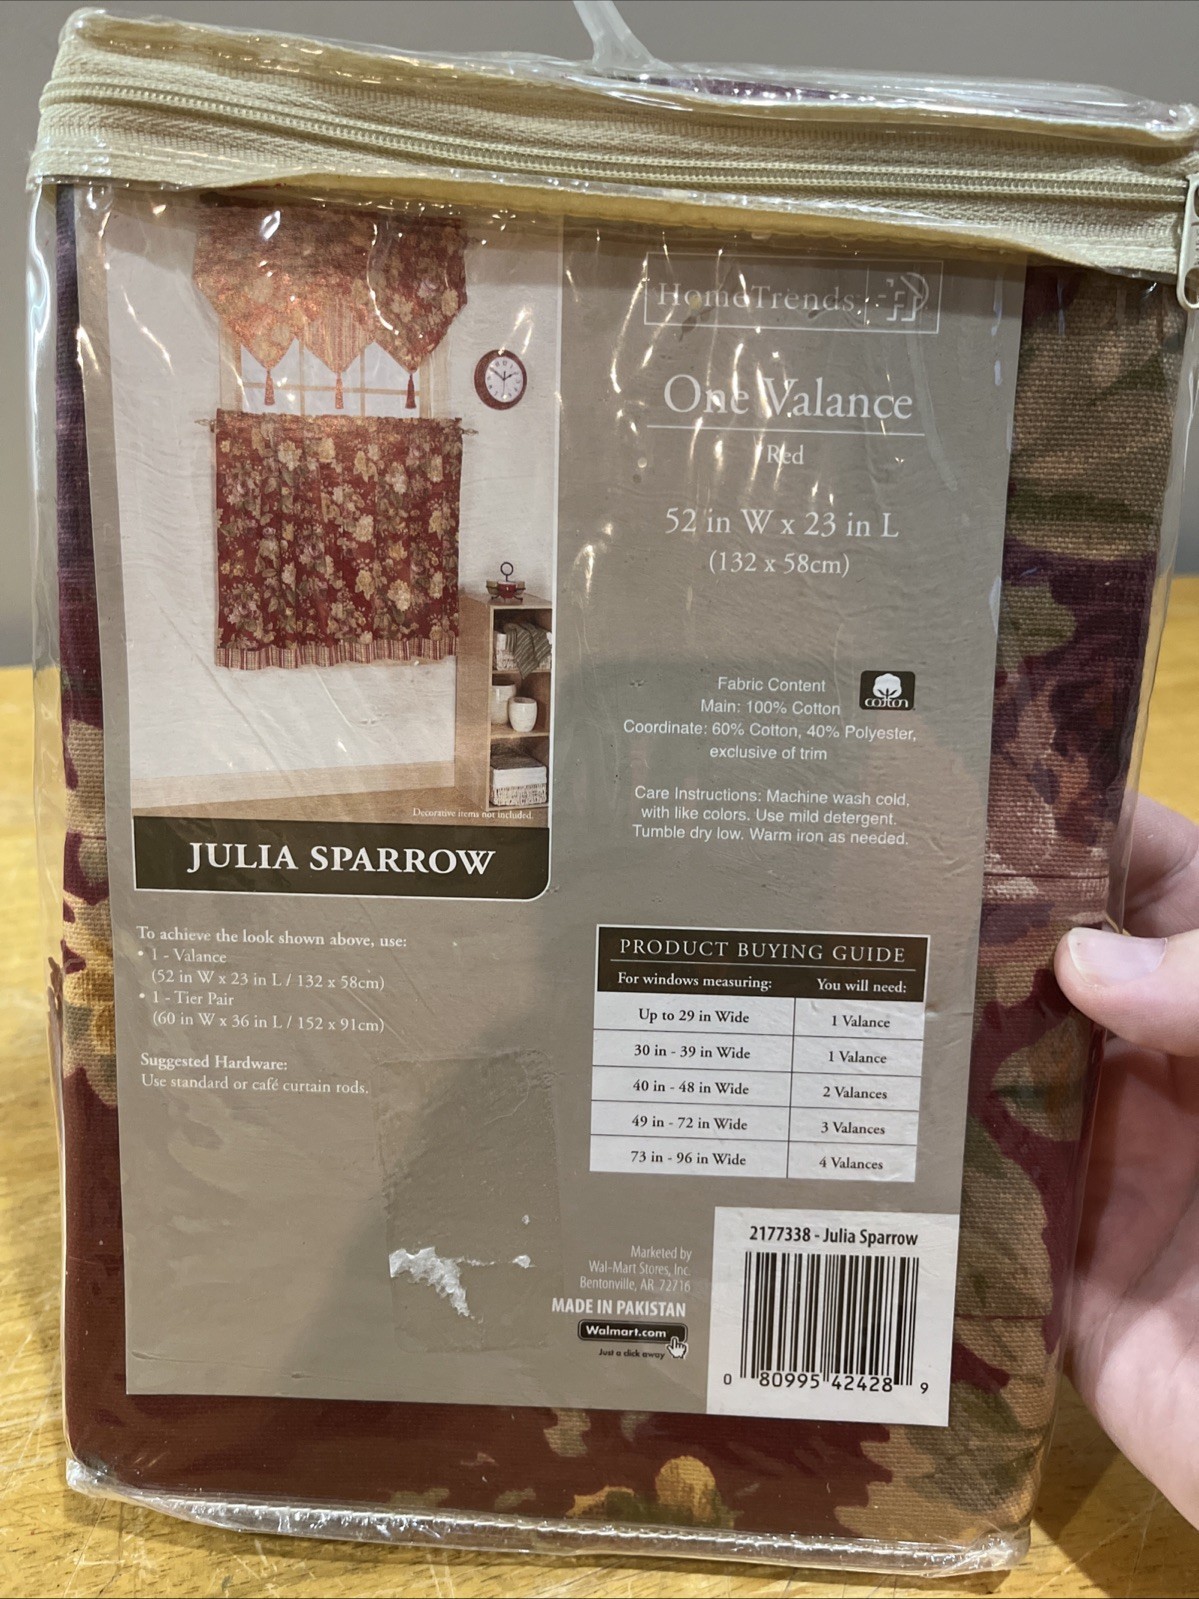 HomeTrends
One Valance
Red
52 in W x 23 in L
(132 x 58cm)
Fabric Content
Main: 100% Cotton
cotton
Coordinate: 60% Cotton, 40% Polyester,
exclusive of trim
Care Instructions: Machine wash cold,
with like colors. Use mild detergent.
Tumble dry low. Warm iron as needed.
Decorative items not included.
JULIA SPARROW
To achieve the look shown above, use:
• 1 - Valance
(52 in W x 23 in L / 132 x 58cm)
• 1 - Tier Pair
(60 in W x 36 in L / 152 x 91cm)
Suggested Hardware:
Use standard or café curtain rods.
PRODUCT BUYING GUIDE
For windows measuring: You will need:
Up to 29 in Wide 1 Valance
30 in - 39 in Wide 1 Valance
40 in - 48 in Wide 2 Valances
49 in - 72 in Wide 3 Valances
73 in - 96 in Wide 4 Valances
Marketed by
Wal-Mart Stores, Inc.
Bentonville, AR 72716
MADE IN PAKISTAN
Walmart.com
Just a click away
2177338 - Julia Sparrow
0 80995 42428 9